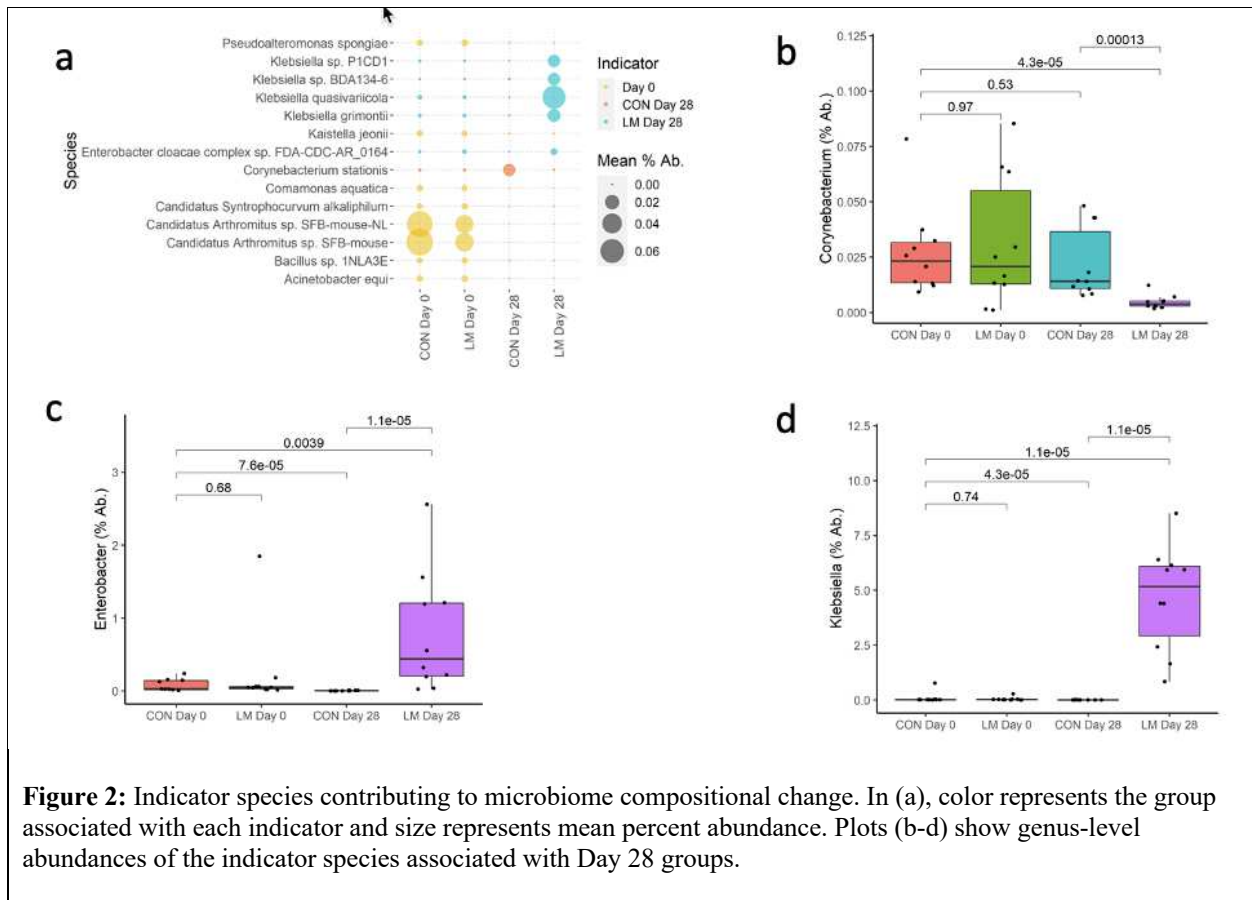 a
Species
Pseudoalteromonas spongiae
Klebsiella sp. P1CD1
Klebsiella sp. BDA134-6
Klebsiella quasivariicola
Klebsiella grimontii
Kaistella jeonii
Enterobacter cloacae complex sp. FDA-CDC-AR_0164
Corynebacterium stationis
Comamonas aquatica
Candidatus Syntrophocurvum alkaliphilum
Candidatus Arthromitus sp. SFB-mouse-NL
Candidatus Arthromitus sp. SFB-mouse
Bacillus sp. 1NLA3E
Acinetobacter equi
CON Day 0
LM Day 0
CON Day 28
LM Day 28
Indicator
Day 0
CON Day 28
LM Day 28
Mean % Ab.
0.00
0.02
0.04
0.06
b
Corynebacterium (% Ab.)
0.125
0.100
0.075
0.050
0.025
0.000
0.00013
4.3e-05
0.53
0.97
CON Day 0
LM Day 0
CON Day 28
LM Day 28
c
Enterobacter (% Ab.)
3
2
1
0
1.1e-05
0.0039
7.6e-05
0.68
CON Day 0
LM Day 0
CON Day 28
LM Day 28
d
Klebsiella (% Ab.)
12.5
10.0
7.5
5.0
2.5
0.0
1.1e-05
1.1e-05
4.3e-05
0.74
CON Day 0
LM Day 0
CON Day 28
LM Day 28
Figure 2: Indicator species contributing to microbiome compositional change. In (a), color represents the group
associated with each indicator and size represents mean percent abundance. Plots (b-d) show genus-level
abundances of the indicator species associated with Day 28 groups.